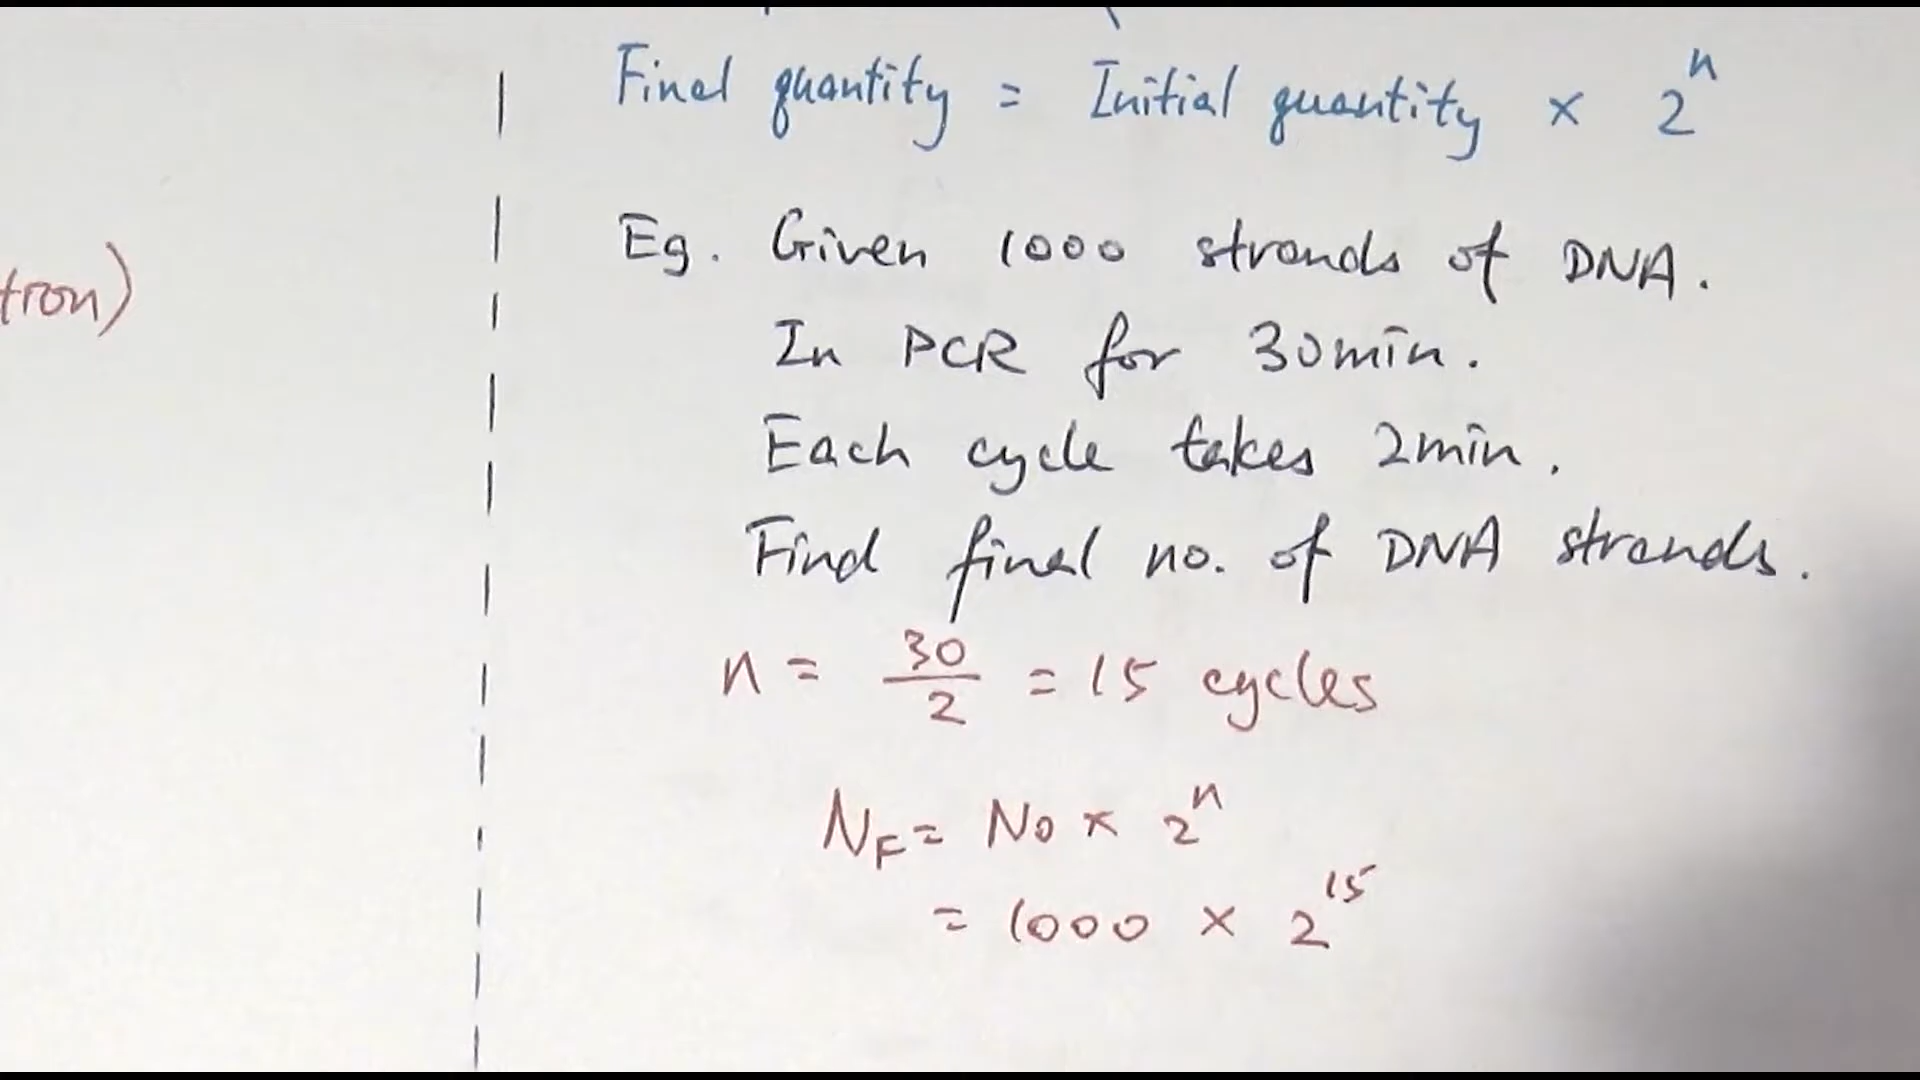 Final quantity = Initial quantity × 2^n
Eg. Given 1000 strands of DNA.
tron)
In PCR for 30min.
Each cycle takes 2min.
Find final no. of DNA strands.
n = 30/2 = 15 cycles
N_F = No × 2^n
= 1000 × 2^15